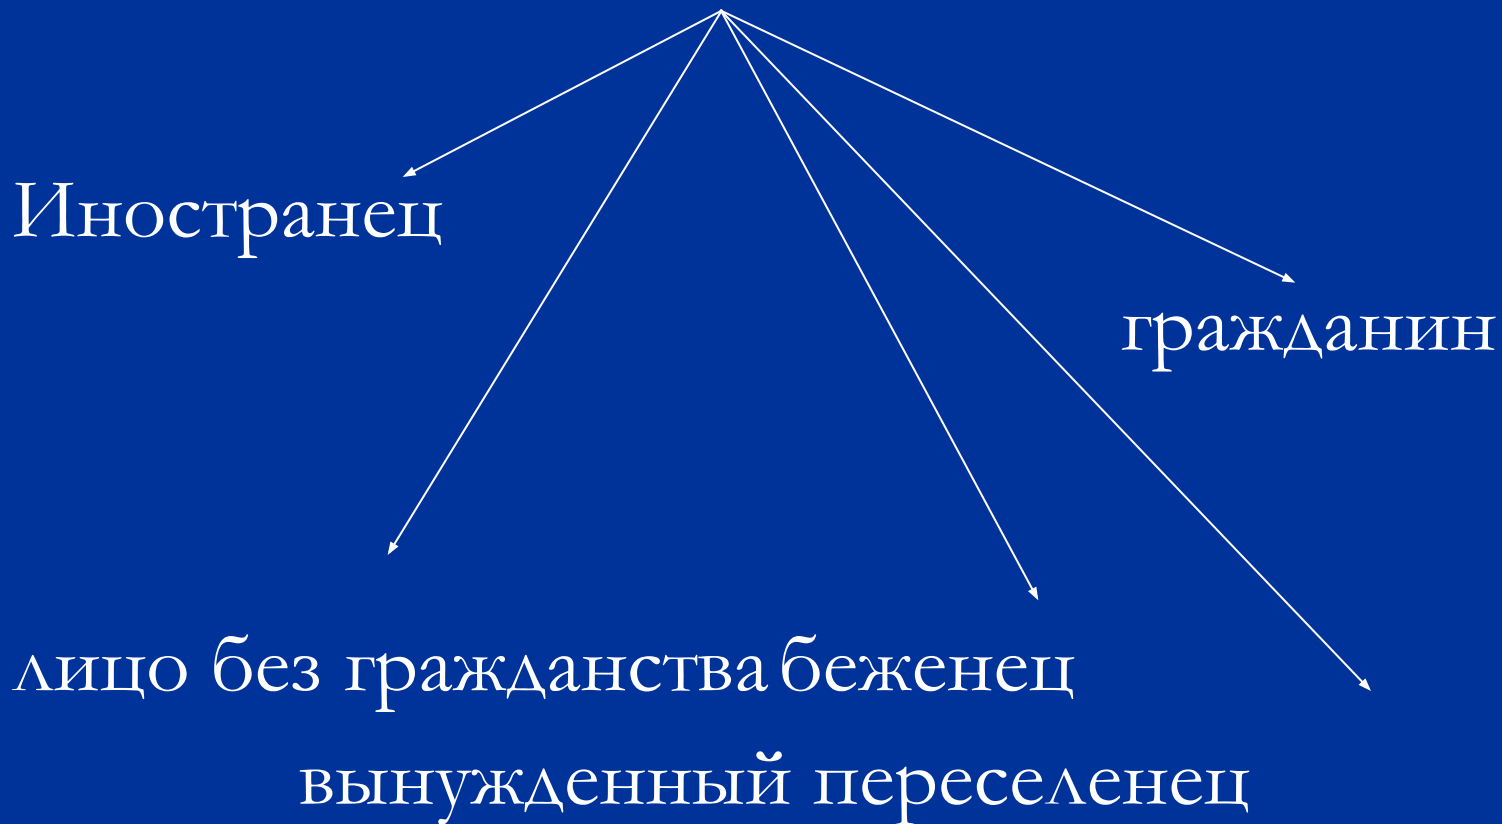 Иностранец
гражданин
лицо без гражданства беженец
вынужденный переселенец